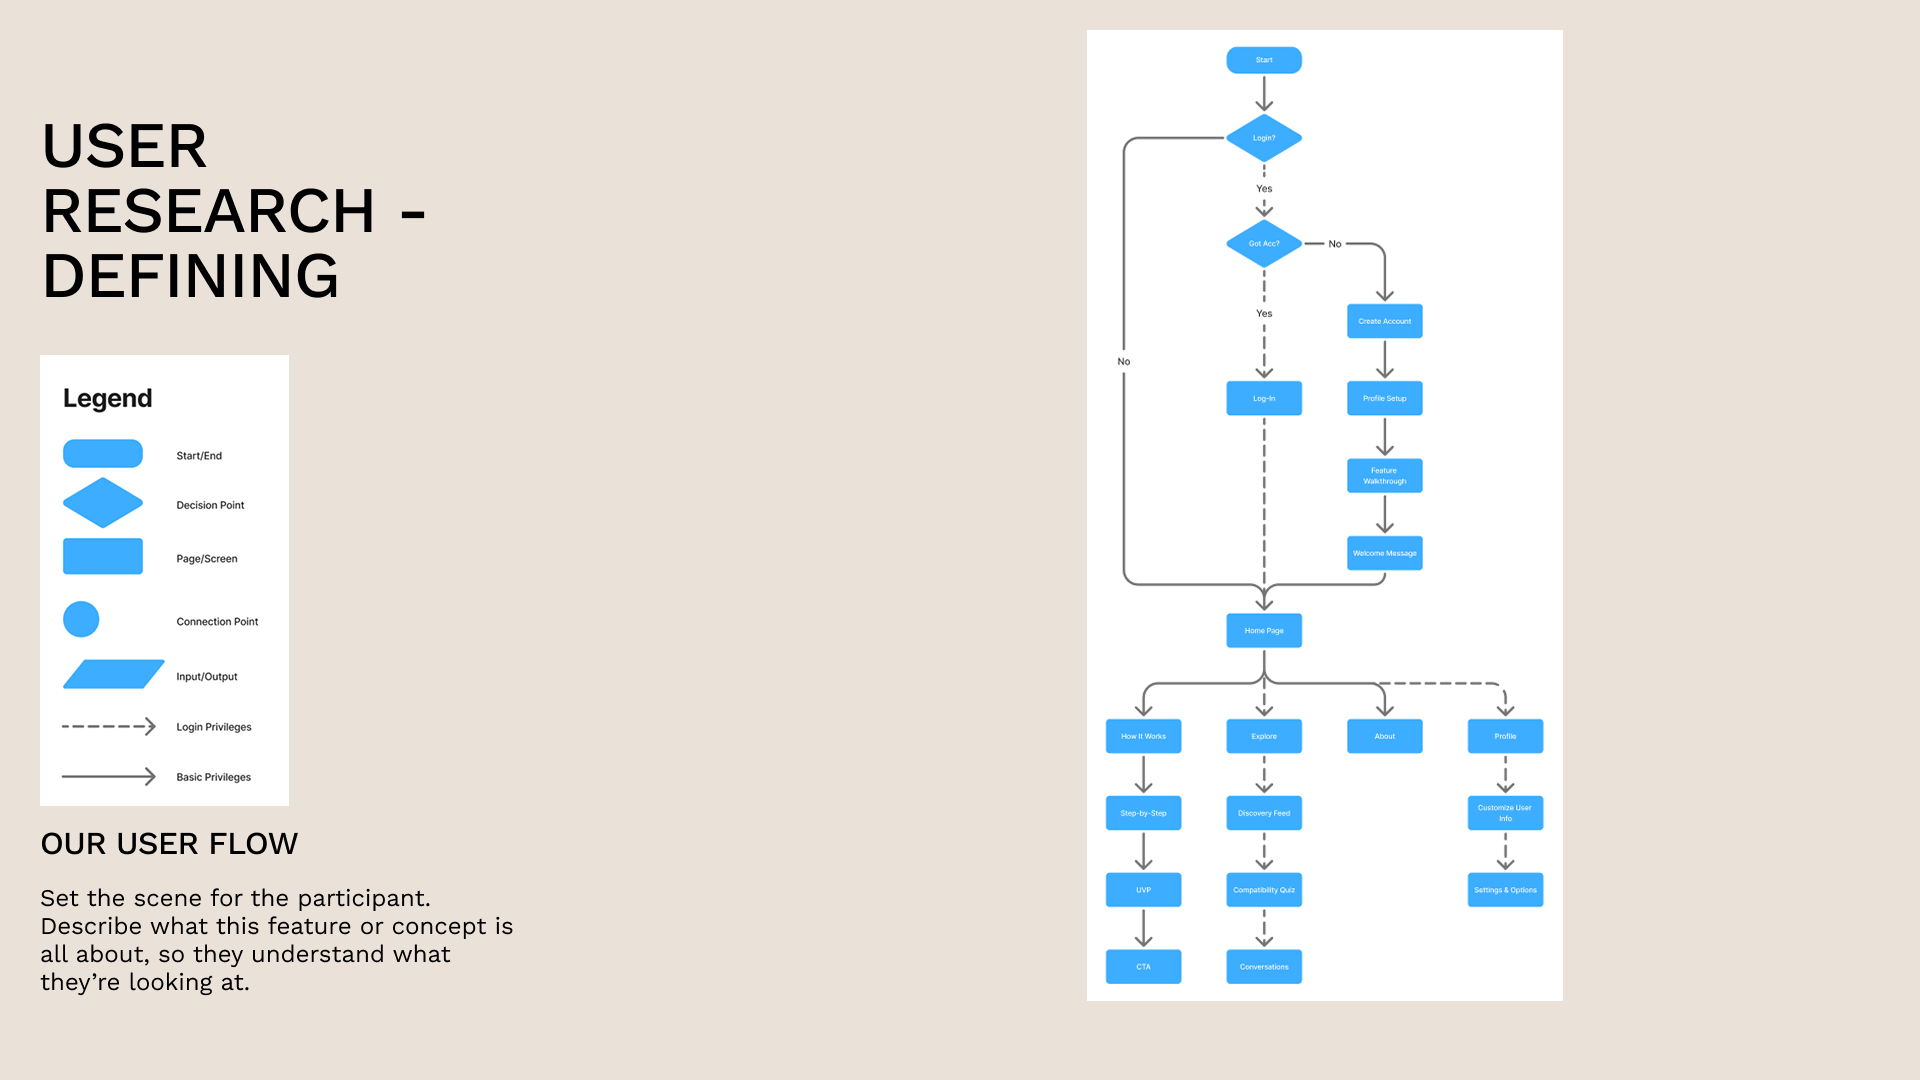 USER
RESEARCH -
DEFINING
Legend
Start/End
Decision Point
Page/Screen
Connection Point
Input/Output
Login Privileges
Basic Privileges
OUR USER FLOW
Set the scene for the participant.
Describe what this feature or concept is
all about, so they understand what
they’re looking at.
Start
Login?
Yes
Got Acc?
No
Yes
Create Account
No
Log-In
Profile Setup
Feature
Walkthrough
Welcome Message
Home Page
How It Works
Explore
About
Profile
Step-by-Step
Discovery Feed
Customize User
Info
UVP
Compatibility Quiz
Settings & Options
CTA
Conversations